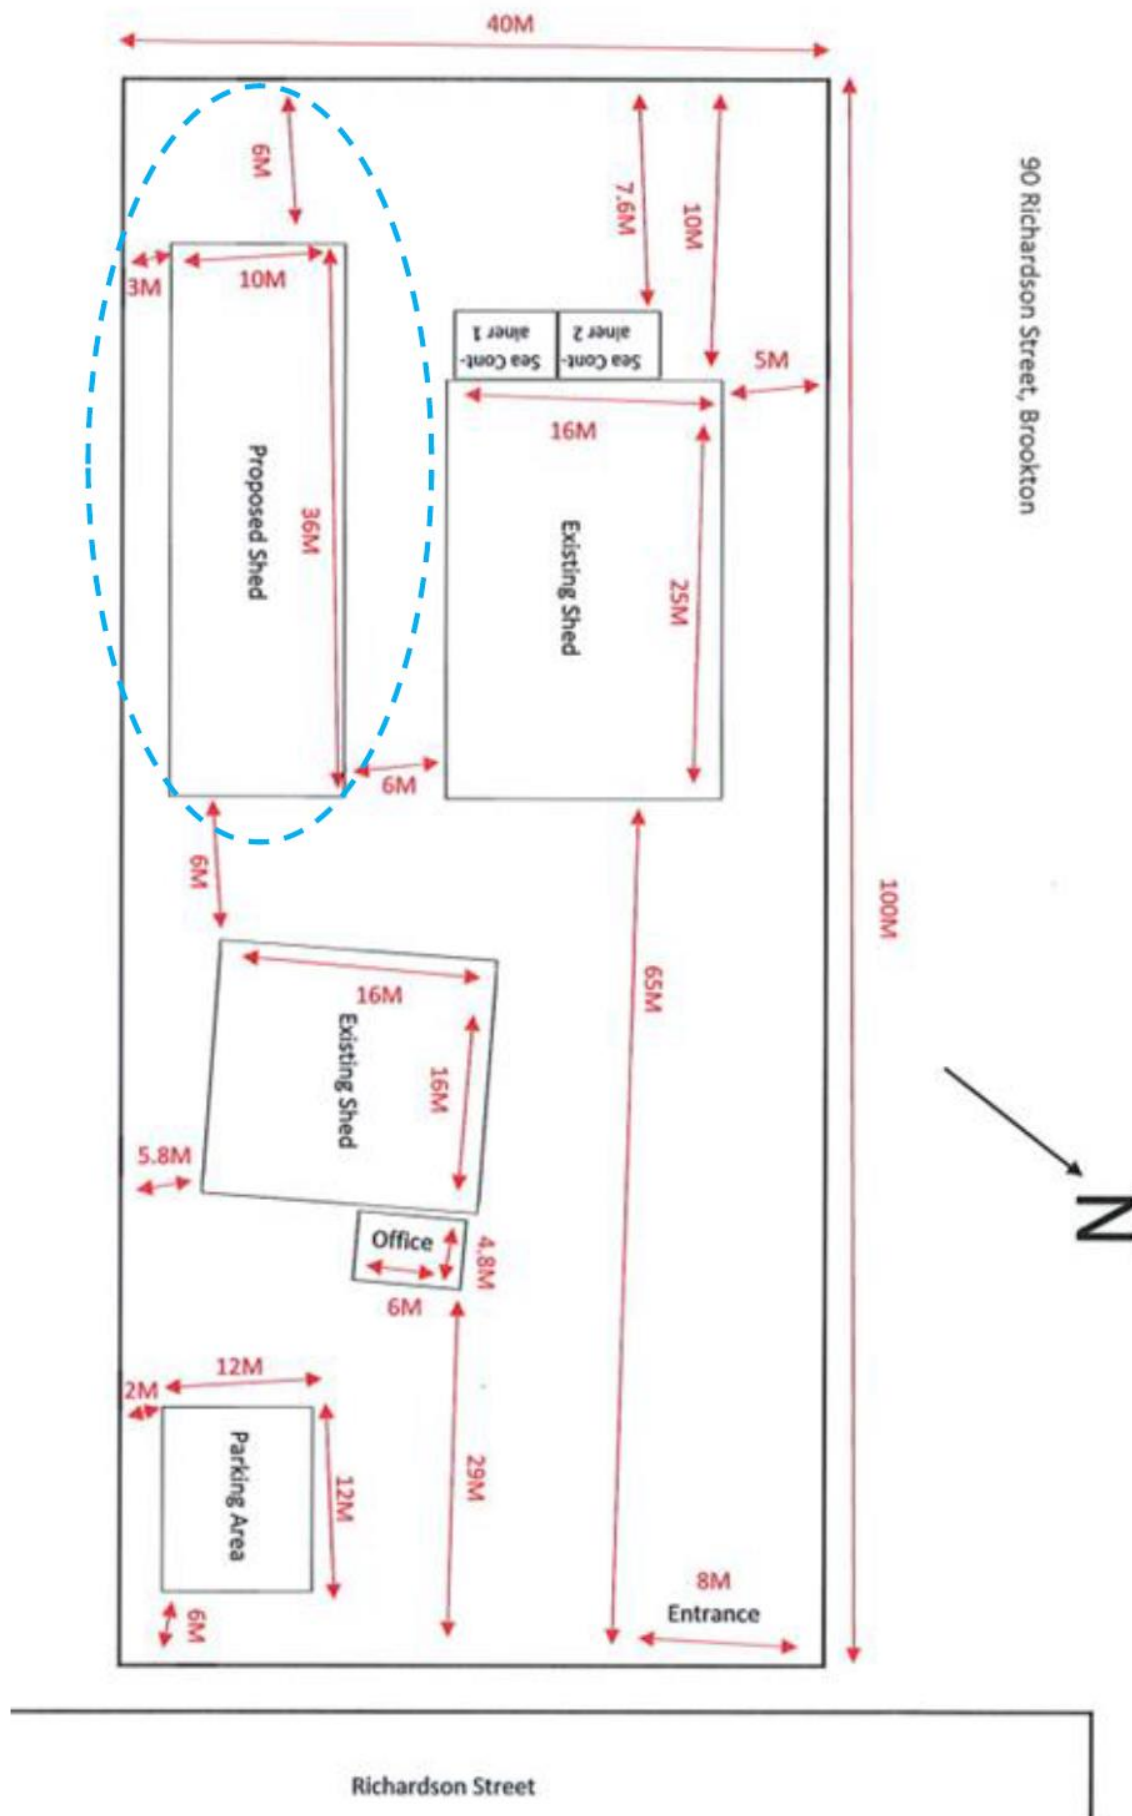 40M
6M
7.6M
10M
90 Richardson Street, Brookton
3M
10M
Sea Cont-
ainer 1
Sea Cont-
ainer 2
5M
16M
Proposed Shed
36M
Existing Shed
25M
6M
6M
100M
65M
16M
Existing Shed
16M
5.8M
N
Office
4.8M
6M
12M
2M
Parking Area
12M
29M
6M
8M
Entrance
Richardson Street